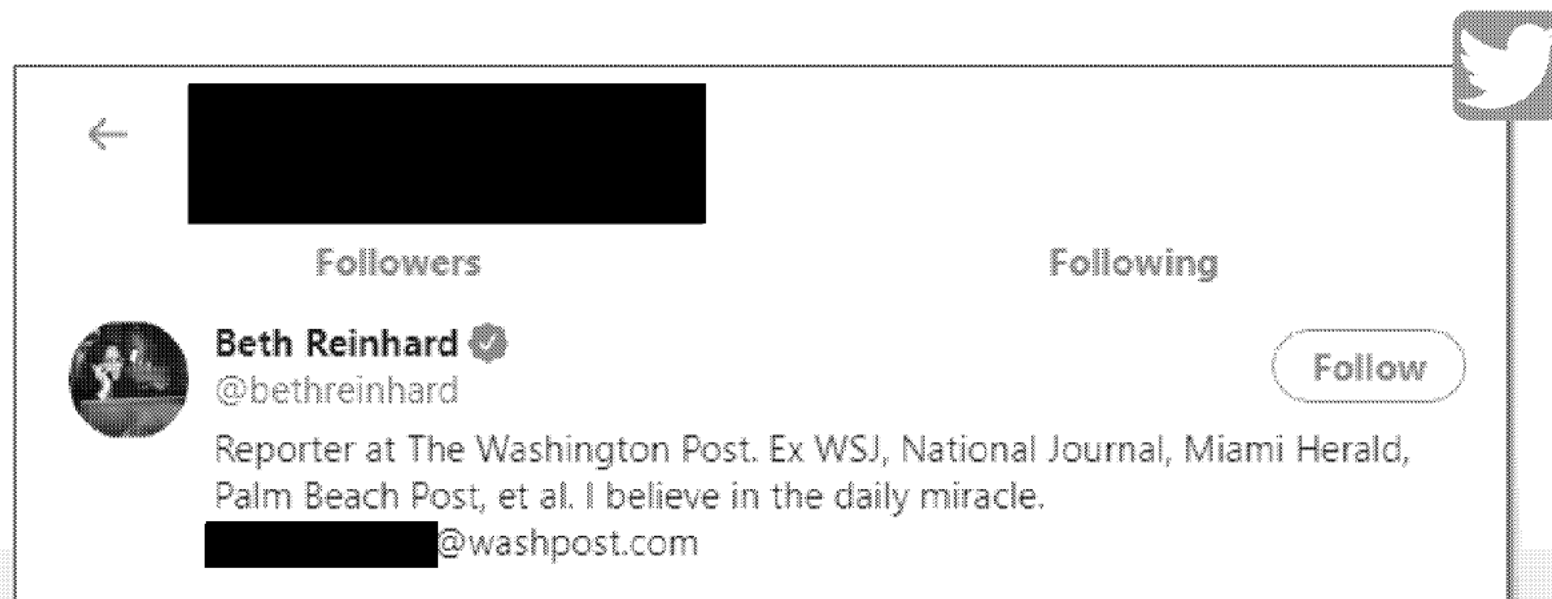 Followers
Following
Beth Reinhard
Follow
@bethreinhard
Reporter at The Washington Post. Ex WSJ, National Journal, Miami Herald,
Palm Beach Post, et al. I believe in the daily miracle.
@washpost.com